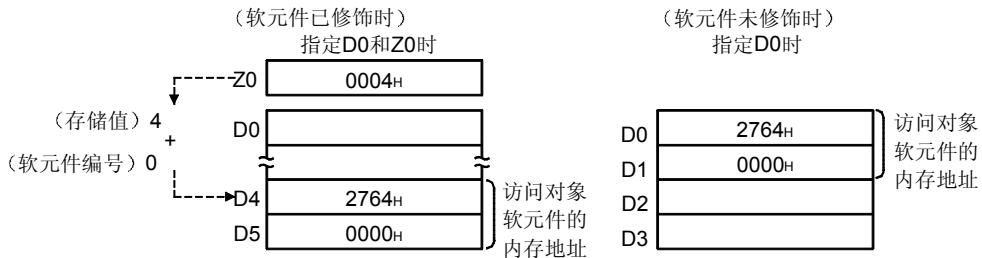 （软元件已修饰时）
指定D0和Z0时
Z0 0004H
（存储值）4
+
（软元件编号）0
D0
D4 2764H
D5 0000H
访问对象
软元件的
内存地址
（软元件未修饰时）
指定D0时
D0 2764H
D1 0000H
D2
D3
访问对象
软元件的
内存地址